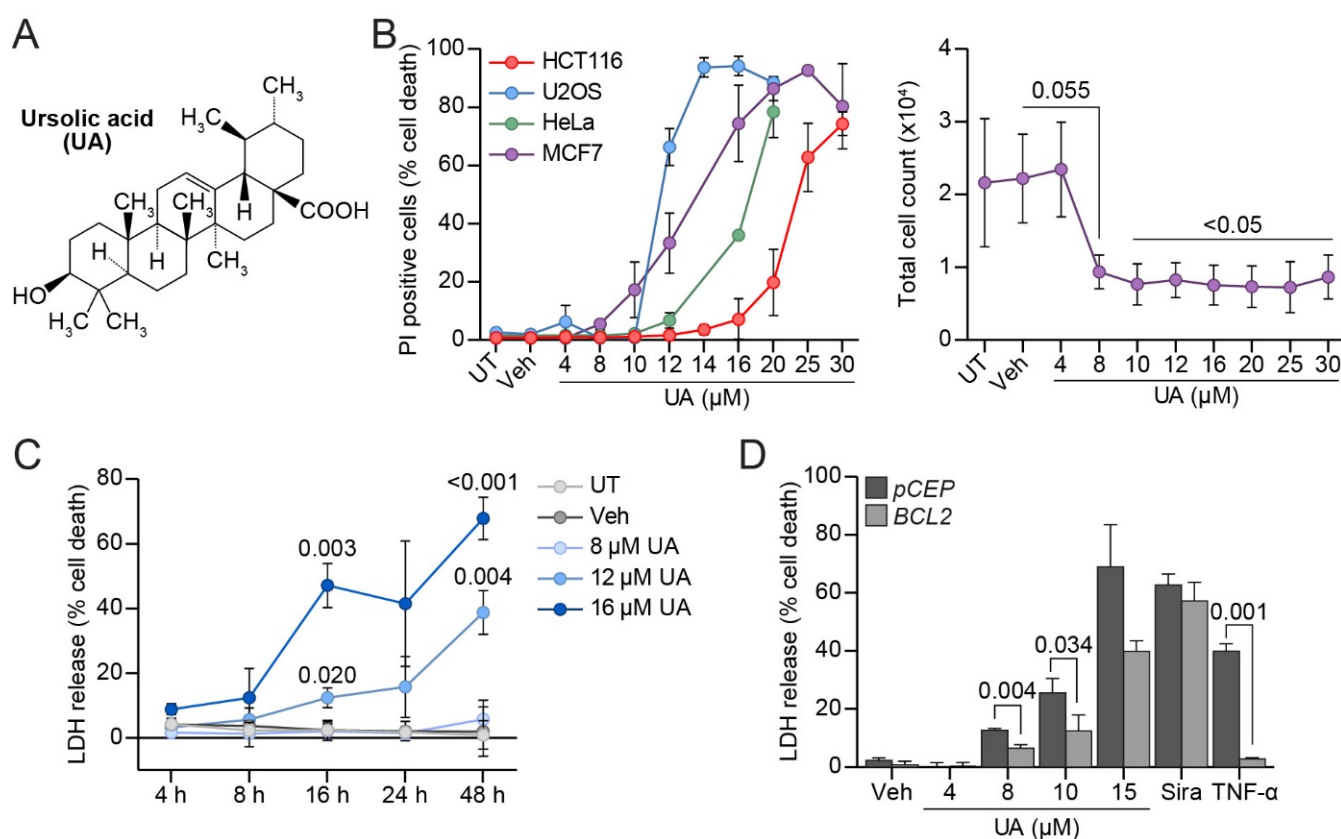 A
Ursolic acid
(UA)
CH₃
H₃C
CH₃
CH₃
H
COOH
H
H
CH₃
HO
H₃C
CH₃
B
PI positive cells (% cell death)
100
80
60
40
20
0
HCT116
U2OS
HeLa
MCF7
UT Veh 4 8 10 12 14 16 20 25 30
UA (µM)
Total cell count (x10⁴)
4
3
2
1
0
0.055
<0.05
UT Veh 4 8 10 12 16 20 25 30
UA (µM)
C
LDH release (% cell death)
80
60
40
20
0
<0.001
0.003
0.004
0.020
4 h 8 h 16 h 24 h 48 h
UT
Veh
8 µM UA
12 µM UA
16 µM UA
D
LDH release (% cell death)
100
80
60
40
20
0
pCEP
BCL2
0.004
0.034
0.001
Veh 4 8 10 15 Sira TNF-α
UA (µM)